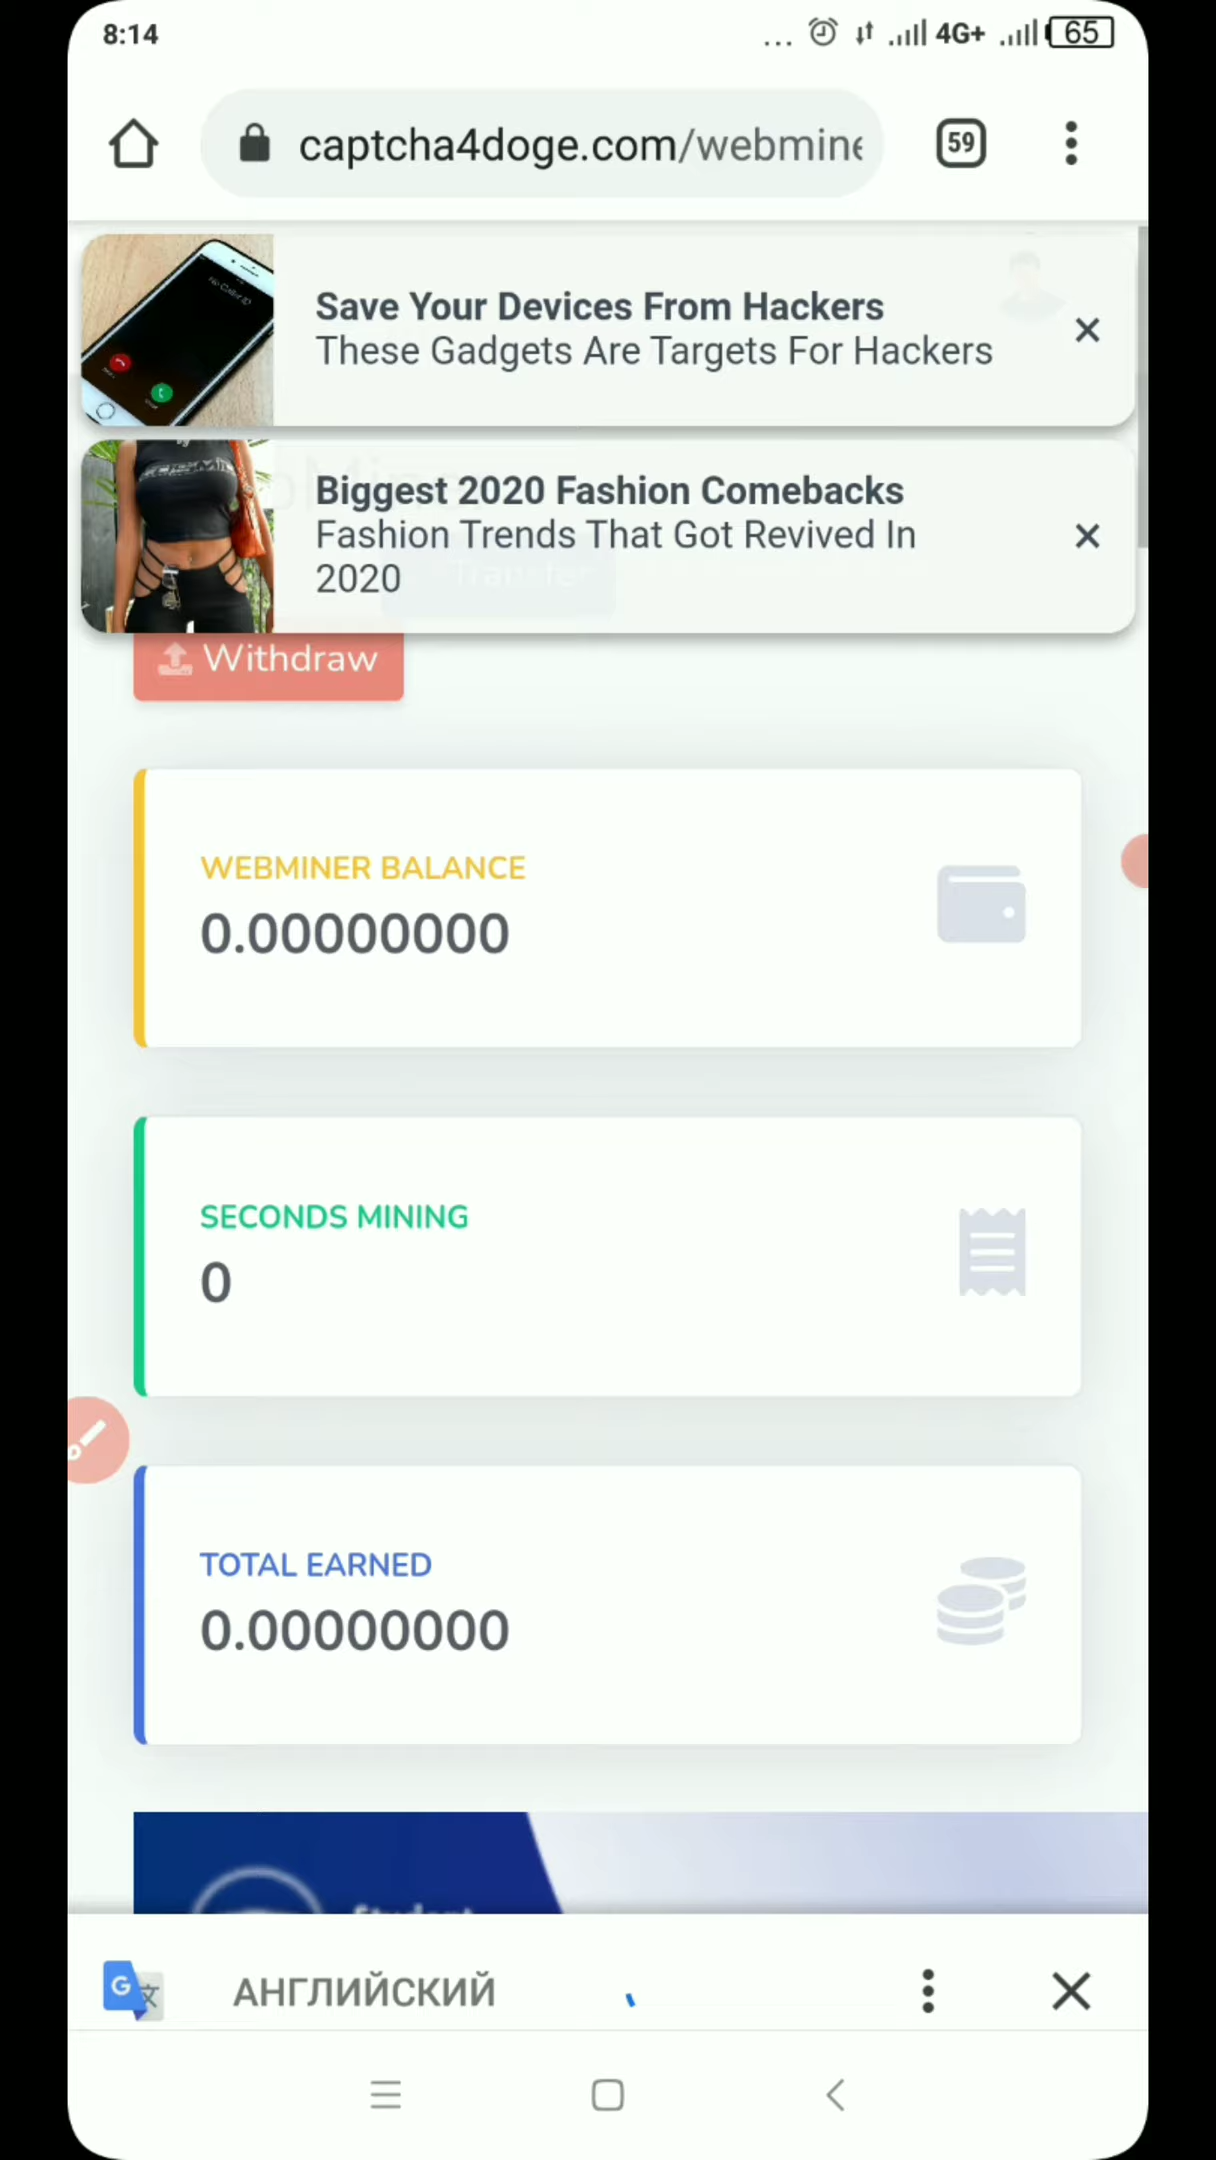 8:14
... 4G+ 65
captcha4doge.com/webmine
59
Save Your Devices From Hackers
These Gadgets Are Targets For Hackers
Biggest 2020 Fashion Comebacks
Fashion Trends That Got Revived In
2020
Transfer
Withdraw
WEBMINER BALANCE
0.00000000
SECONDS MINING
0
TOTAL EARNED
0.00000000
Student
АНГЛИЙСКИЙ